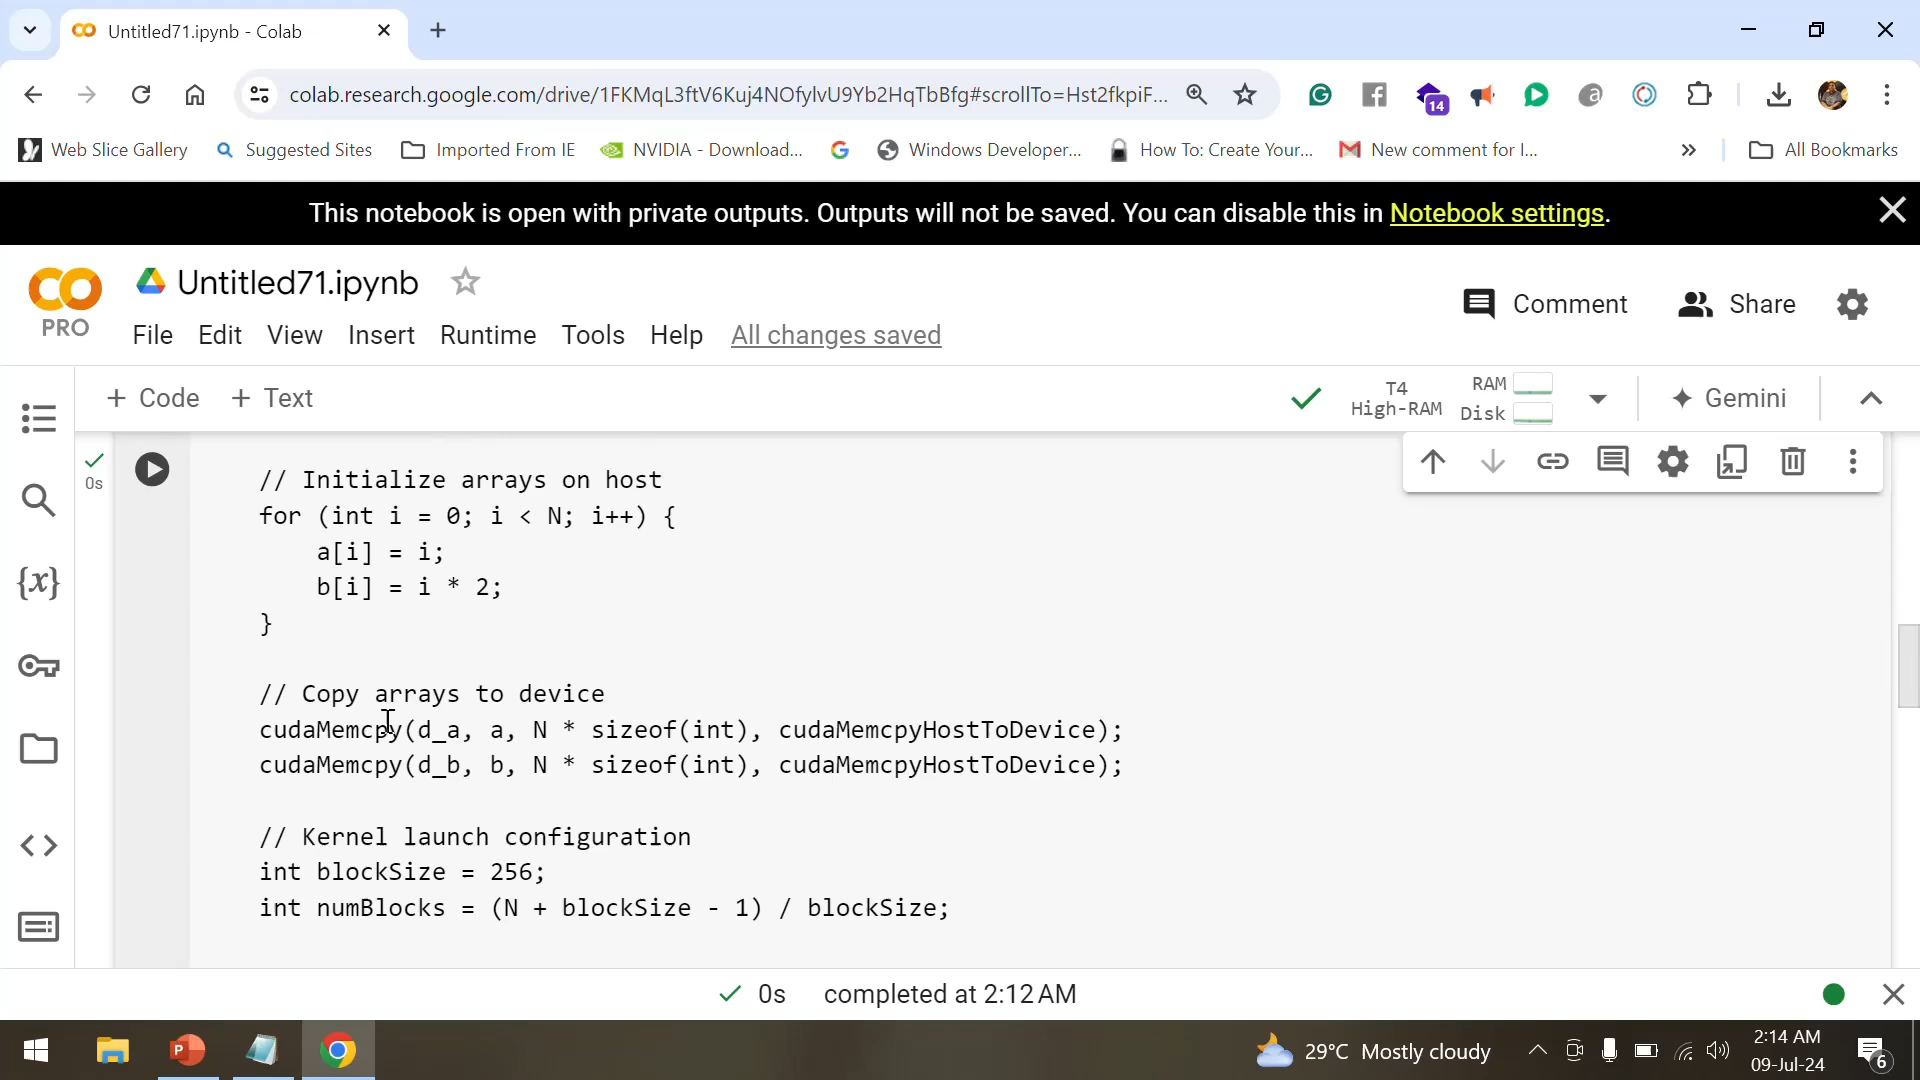 Untitled71.ipynb - Colab
colab.research.google.com/drive/1FKMqL3ftV6Kuj4NOfylvU9Yb2HqTbBfg#scrollTo=Hst2fkpiF...
14
Web Slice Gallery
Suggested Sites
Imported From IE
NVIDIA - Download...
Windows Developer...
How To: Create Your...
New comment for I...
»
All Bookmarks
This notebook is open with private outputs. Outputs will not be saved. You can disable this in Notebook settings.
PRO
Untitled71.ipynb
Comment
Share
File Edit View Insert Runtime Tools Help All changes saved
+ Code + Text
T4
High-RAM
RAM
Disk
Gemini
0s
{x}
// Initialize arrays on host
for (int i = 0; i < N; i++) {
a[i] = i;
b[i] = i * 2;
}
// Copy arrays to device
cudaMemcpy(d_a, a, N * sizeof(int), cudaMemcpyHostToDevice);
cudaMemcpy(d_b, b, N * sizeof(int), cudaMemcpyHostToDevice);
// Kernel launch configuration
int blockSize = 256;
int numBlocks = (N + blockSize - 1) / blockSize;
0s completed at 2:12 AM
29°C Mostly cloudy
2:14 AM
09-Jul-24
6